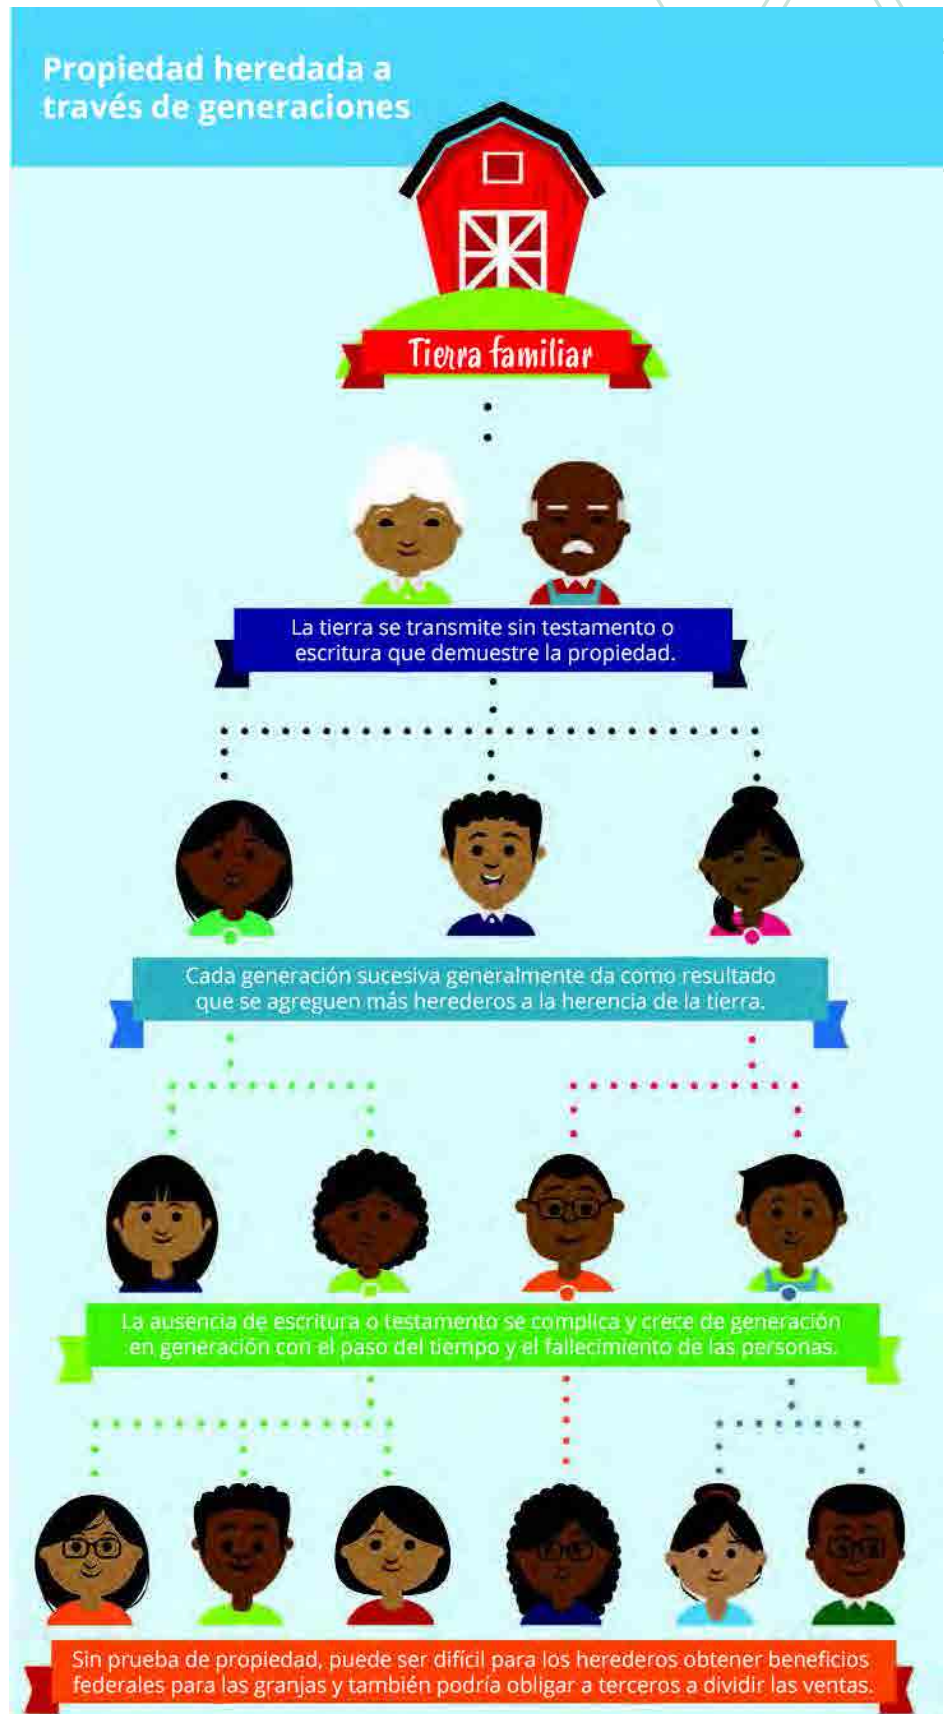 Propiedad heredada a
través de generaciones
Tierra familiar
La tierra se transmite sin testamento o
escritura que demuestre la propiedad.
Cada generación sucesiva generalmente da como resultado
que se agreguen más herederos a la herencia de la tierra.
La ausencia de escritura o testamento se complica y crece de generación
en generación con el paso del tiempo y el fallecimiento de las personas.
Sin prueba de propiedad, puede ser difícil para los herederos obtener beneficios
federales para las granjas y también podría obligar a terceros a dividir las ventas.